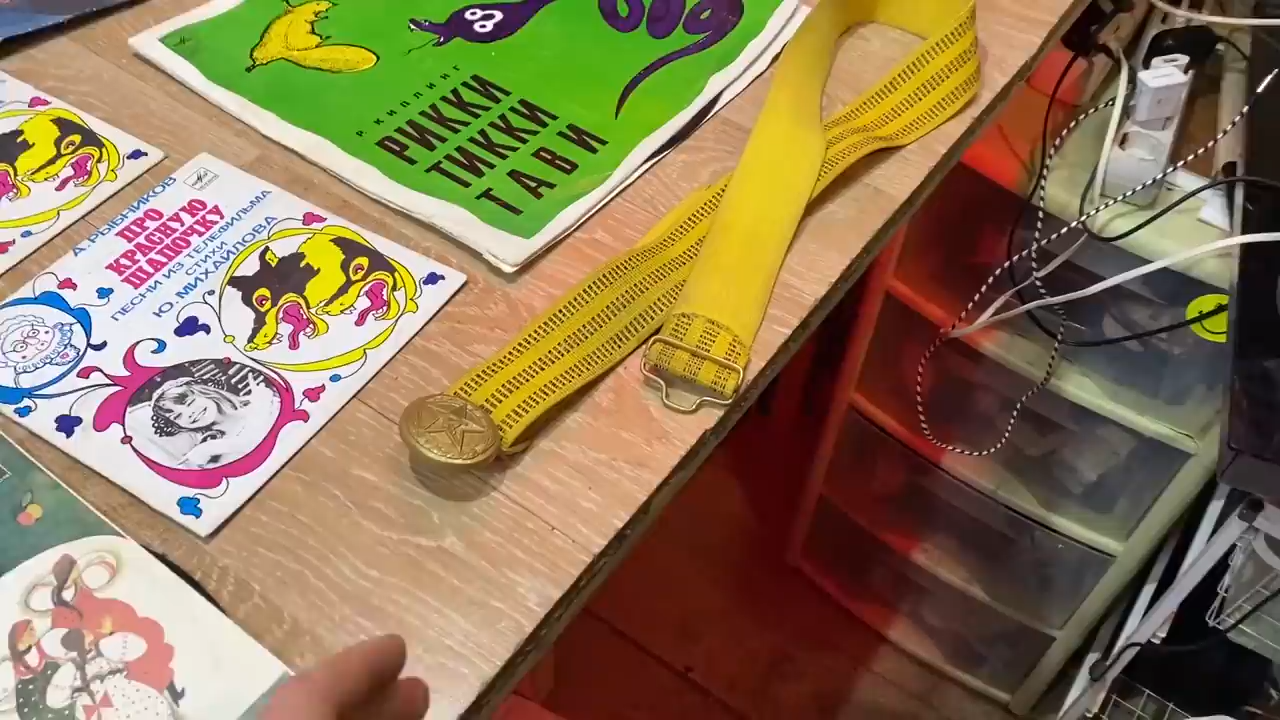 Р. КИПЛИНГ
РИККИ
ТИККИ
ТАВИ
А. РЫБНИКОВ
ПРО
КРАСНУЮ
ШАПОЧКУ
ПЕСНИ ИЗ ТЕЛЕФИЛЬМА
СТИХИ
Ю. МИХАЙЛОВА